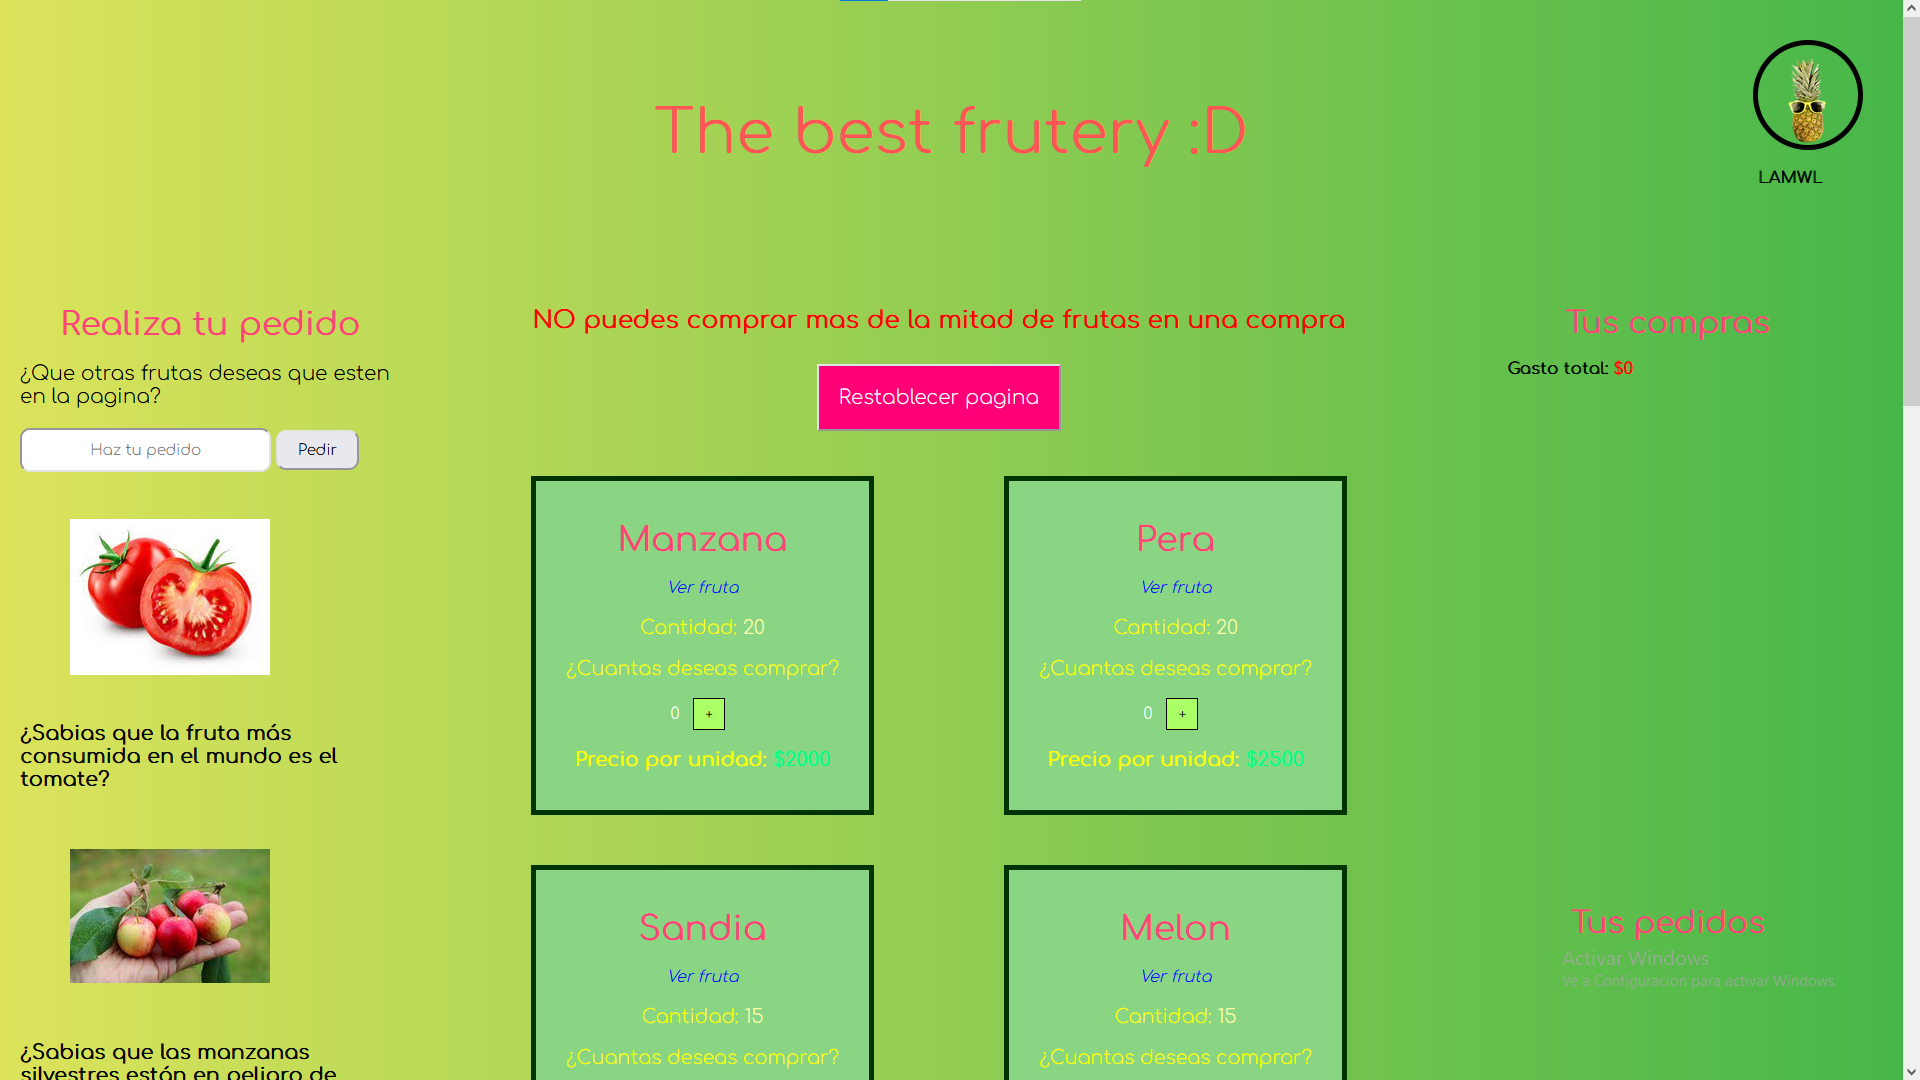 The best frutery :D
LAMWL
Realiza tu pedido
¿Que otras frutas deseas que esten
en la pagina?
Haz tu pedido
Pedir
¿Sabias que la fruta más
consumida en el mundo es el
tomate?
¿Sabias que las manzanas
silvestres están en peligro de
NO puedes comprar mas de la mitad de frutas en una compra
Restablecer pagina
Manzana
Ver fruta
Cantidad: 20
¿Cuantas deseas comprar?
0 +
Precio por unidad: $2000
Pera
Ver fruta
Cantidad: 20
¿Cuantas deseas comprar?
0 +
Precio por unidad: $2500
Sandia
Ver fruta
Cantidad: 15
¿Cuantas deseas comprar?
Melon
Ver fruta
Cantidad: 15
¿Cuantas deseas comprar?
Tus compras
Gasto total: $0
Tus pedidos
Activar Windows
Ve a Configuración para activar Windows.